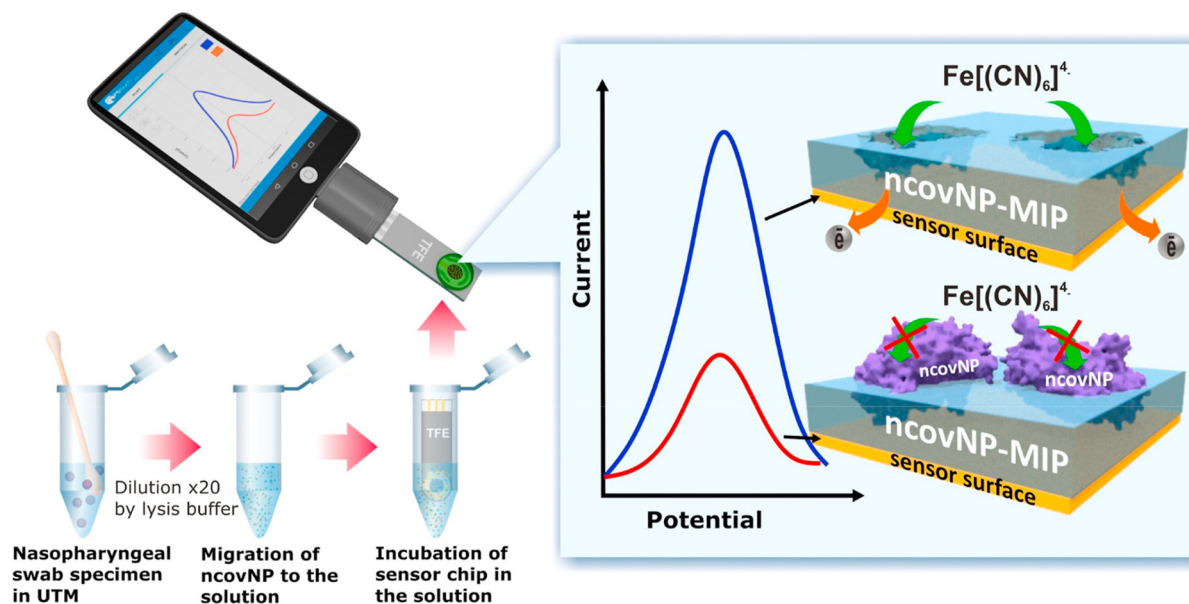 TFE
TFE
Dilution x20
by lysis buffer
Nasopharyngeal
swab specimen
in UTM
Migration of
ncovNP to the
solution
Incubation of
sensor chip in
the solution
Current
Potential
Fe[(CN)₆]⁴⁻
ncovNP-MIP
sensor surface
ē
ē
Fe[(CN)₆]⁴⁻
ncovNP
ncovNP
ncovNP-MIP
sensor surface